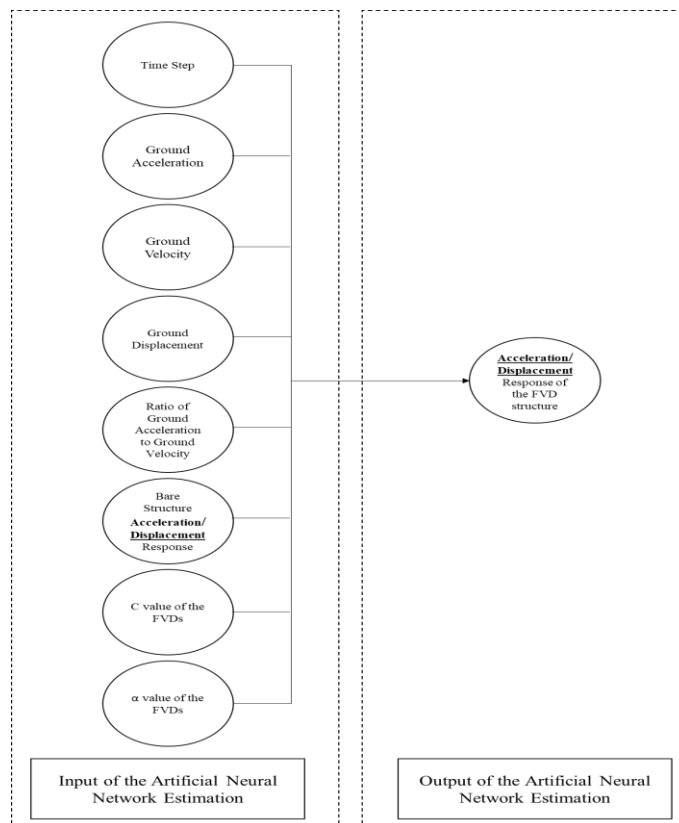 Time Step
Ground
Acceleration
Ground
Velocity
Ground
Displacement
Ratio of
Ground
Acceleration
to Ground
Velocity
Bare
Structure
Acceleration/
Displacement
Response
C value of the
FVDs
α value of the
FVDs
Input of the Artificial Neural
Network Estimation
Acceleration/
Displacement
Response of
the FVD
structure
Output of the Artificial Neural
Network Estimation